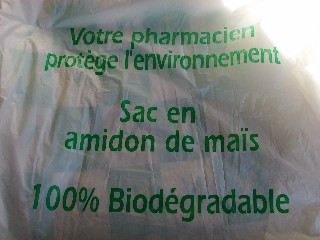 Votre pharmacien
protège l'environnement
Sac en
amidon de maïs
100% Biodégradable